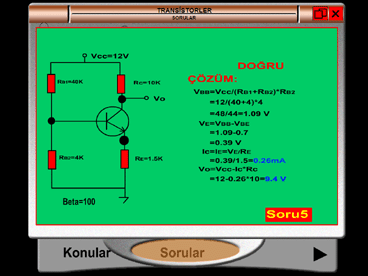 TRANSİSTORLER
SORULAR
Vcc=12V
RB1=40K
Rc=10K
Vo
RB2=4K
RE=1.5K
Beta=100
DOĞRU
ÇÖZÜM:
VBB=Vcc/(RB1+RB2)*RB2
=12/(40+4)*4
=48/44=1.09 V
VE=VBB-VBE
=1.09-0.7
=0.39 V
Ic=IE=VE/RE
=0.39/1.5=0.26mA
Vo=Vcc-Ic*Rc
=12-0.26*10=9.4 V
Soru5
Konular
Sorular